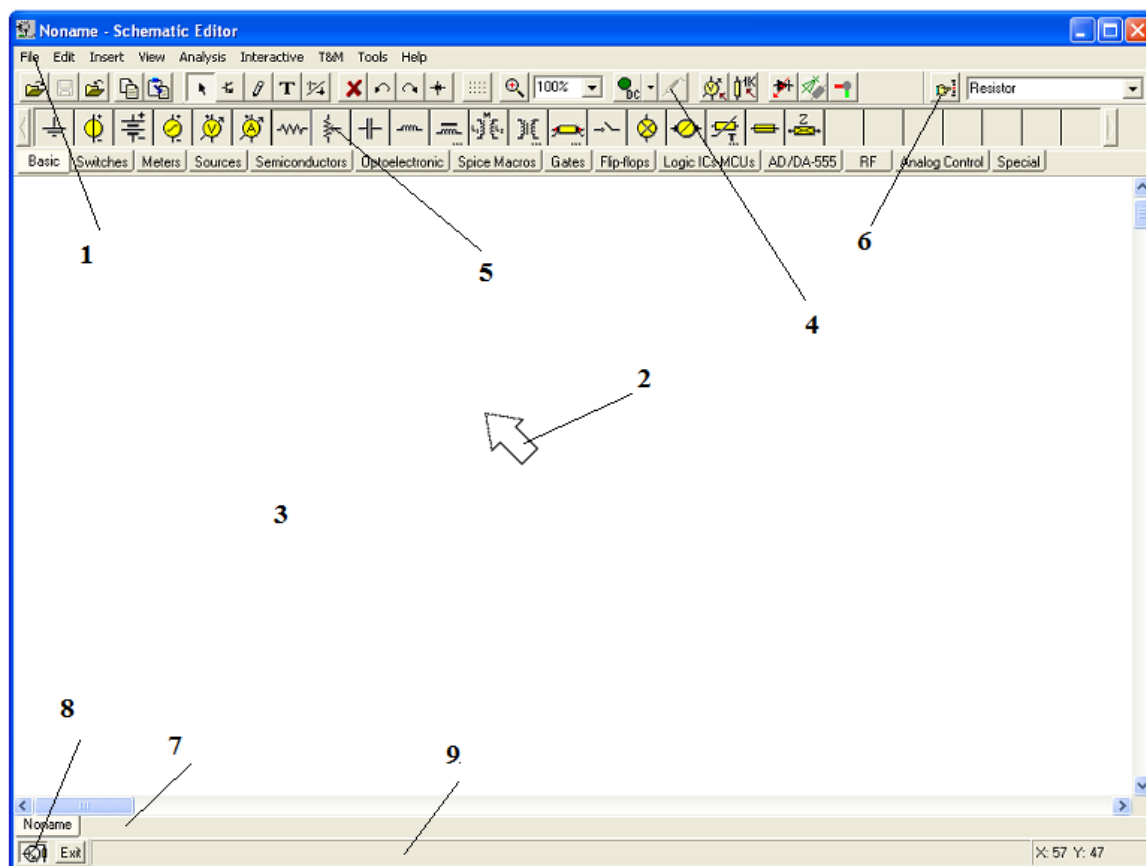 Noname - Schematic Editor
File Edit Insert View Analysis Interactive T&M Tools Help
100% DC 1K Resistor
M T Z
Basic Switches Meters Sources Semiconductors Optoelectronic Spice Macros Gates Flip-flops Logic ICs-MCUs AD/DA-555 RF Analog Control Special
1
5
6
4
2
3
8
7
9
Noname
Exit X: 57 Y: 47